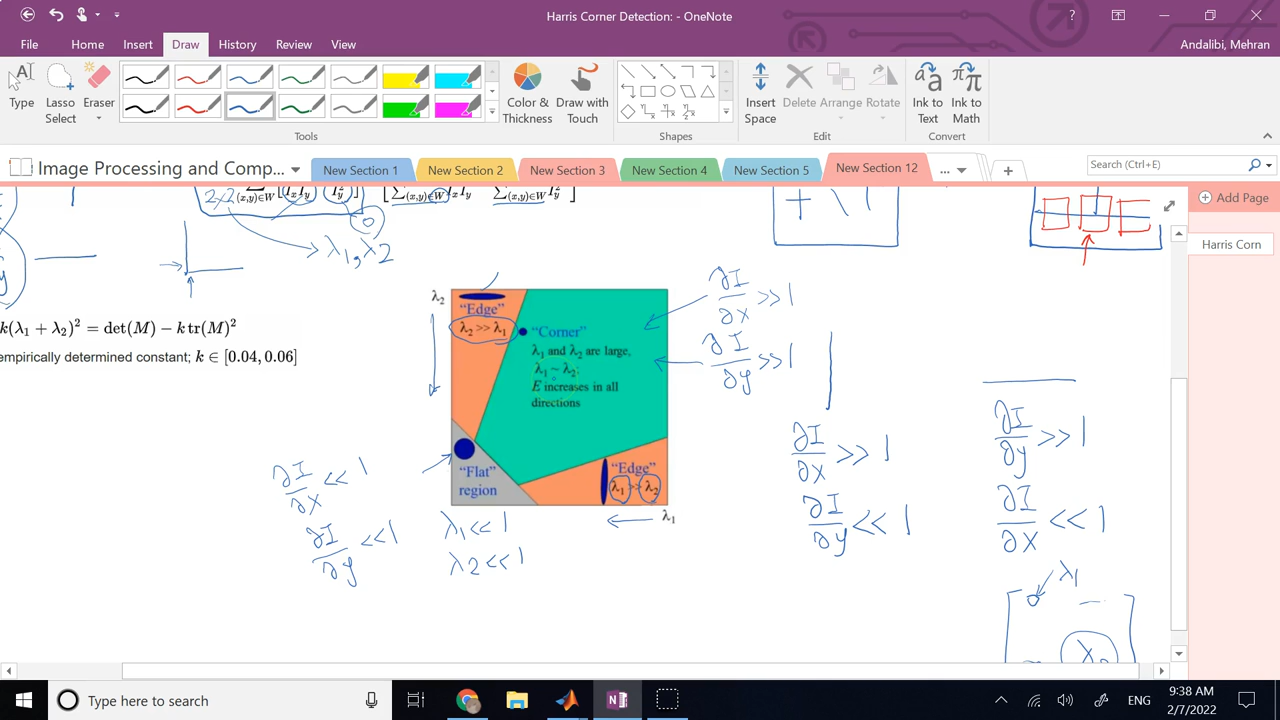 Harris Corner Detection: - OneNote
File Home Insert Draw History Review View
Andalibi, Mehran
Type
Lasso Select
Eraser
Color & Thickness
Draw with Touch
Insert Space
Delete
Arrange
Rotate
Ink to Text
Ink to Math
Tools
Shapes
Edit
Convert
Image Processing and Comp
New Section 1
New Section 2
New Section 3
New Section 4
New Section 5
New Section 12
...
Search (Ctrl+E)
Add Page
Harris Corn
2x2
∑(x,y)∈W IxIy ∑(x,y)∈W Iy²
0
λ1, λ2
k(λ1 + λ2)² = det(M) − k tr(M)²
empirically determined constant; k ∈ [0.04, 0.06]
λ2
"Edge"
λ2 >> λ1
"Corner"
λ1 and λ2 are large,
λ1 ~ λ2;
E increases in all
directions
"Flat"
region
"Edge"
λ1 >> λ2
λ1
∂I/∂x >> 1
∂I/∂y >> 1
∂I/∂x << 1
∂I/∂y << 1
λ1 << 1
λ2 << 1
∂I/∂x >> 1
∂I/∂y << 1
∂I/∂y >> 1
∂I/∂x << 1
λ1
λ2
Type here to search
ENG
9:38 AM
2/7/2022